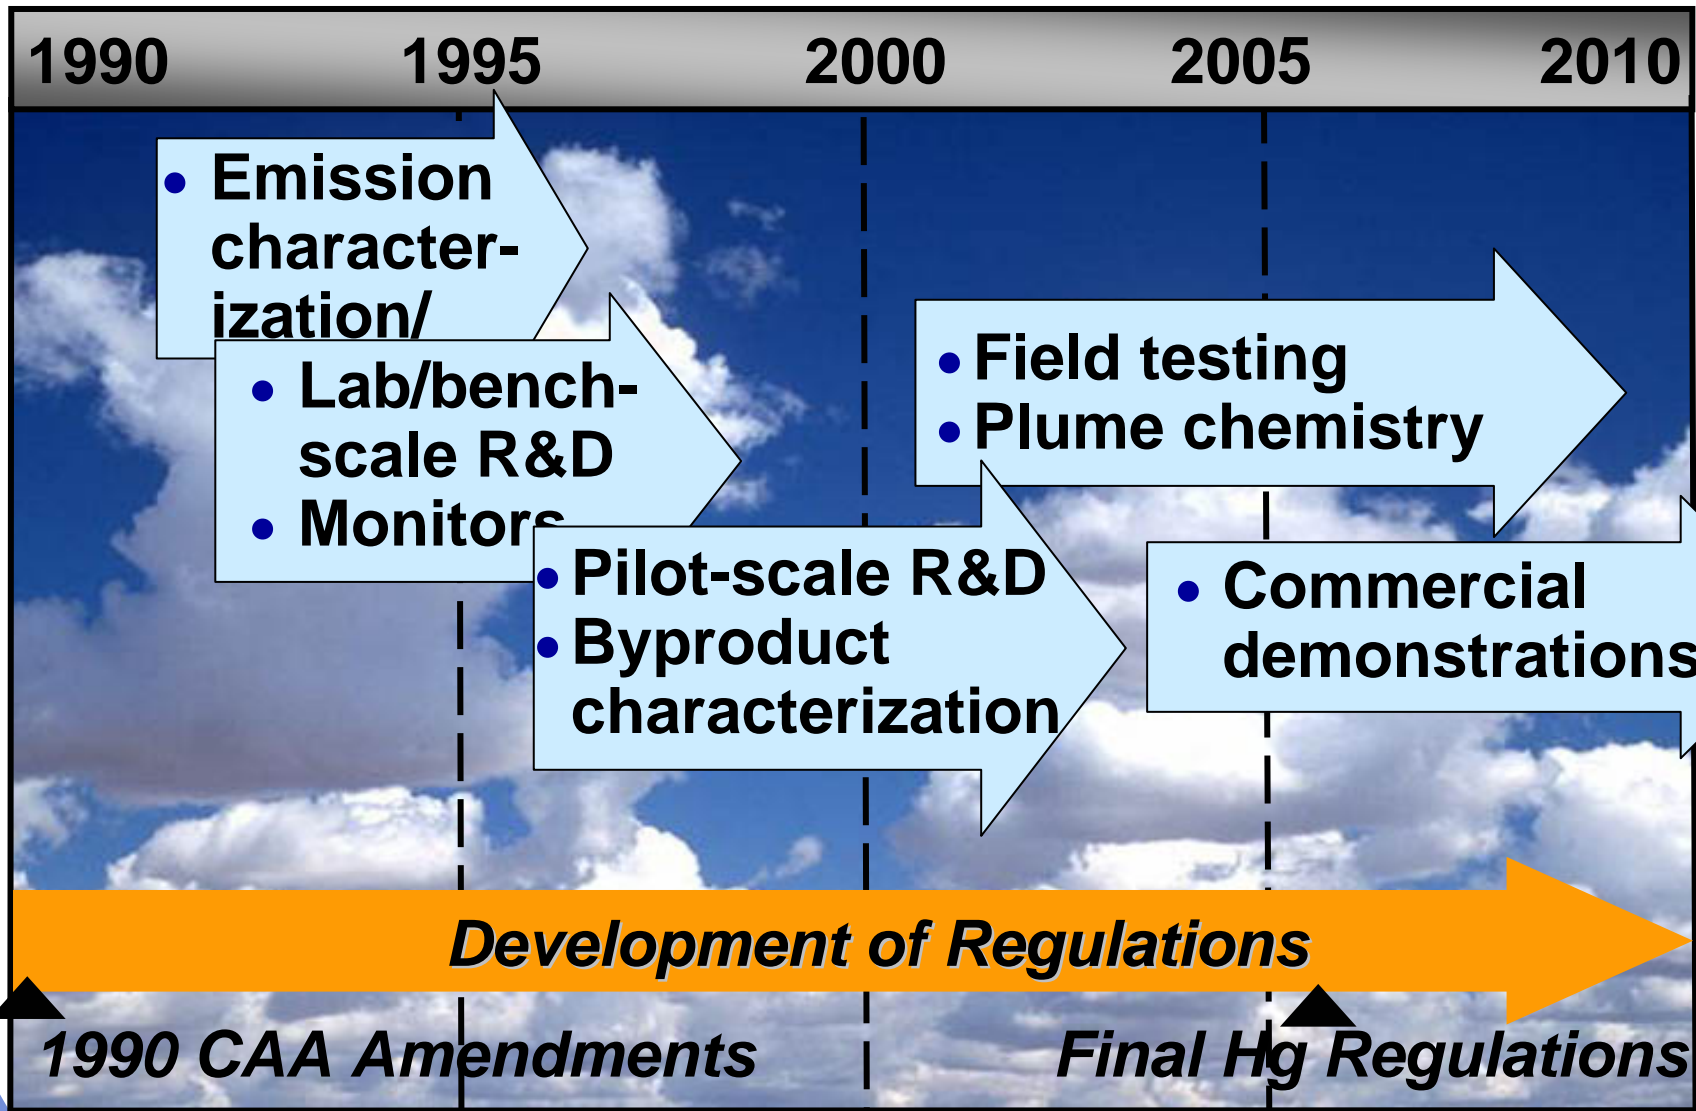 1990 1995 2000 2005 2010
• Emission
character-
ization/
• Lab/bench-
scale R&D
• Monitors
• Field testing
• Plume chemistry
• Pilot-scale R&D
• Byproduct
characterization
• Commercial
demonstrations
Development of Regulations
1990 CAA Amendments
Final Hg Regulations